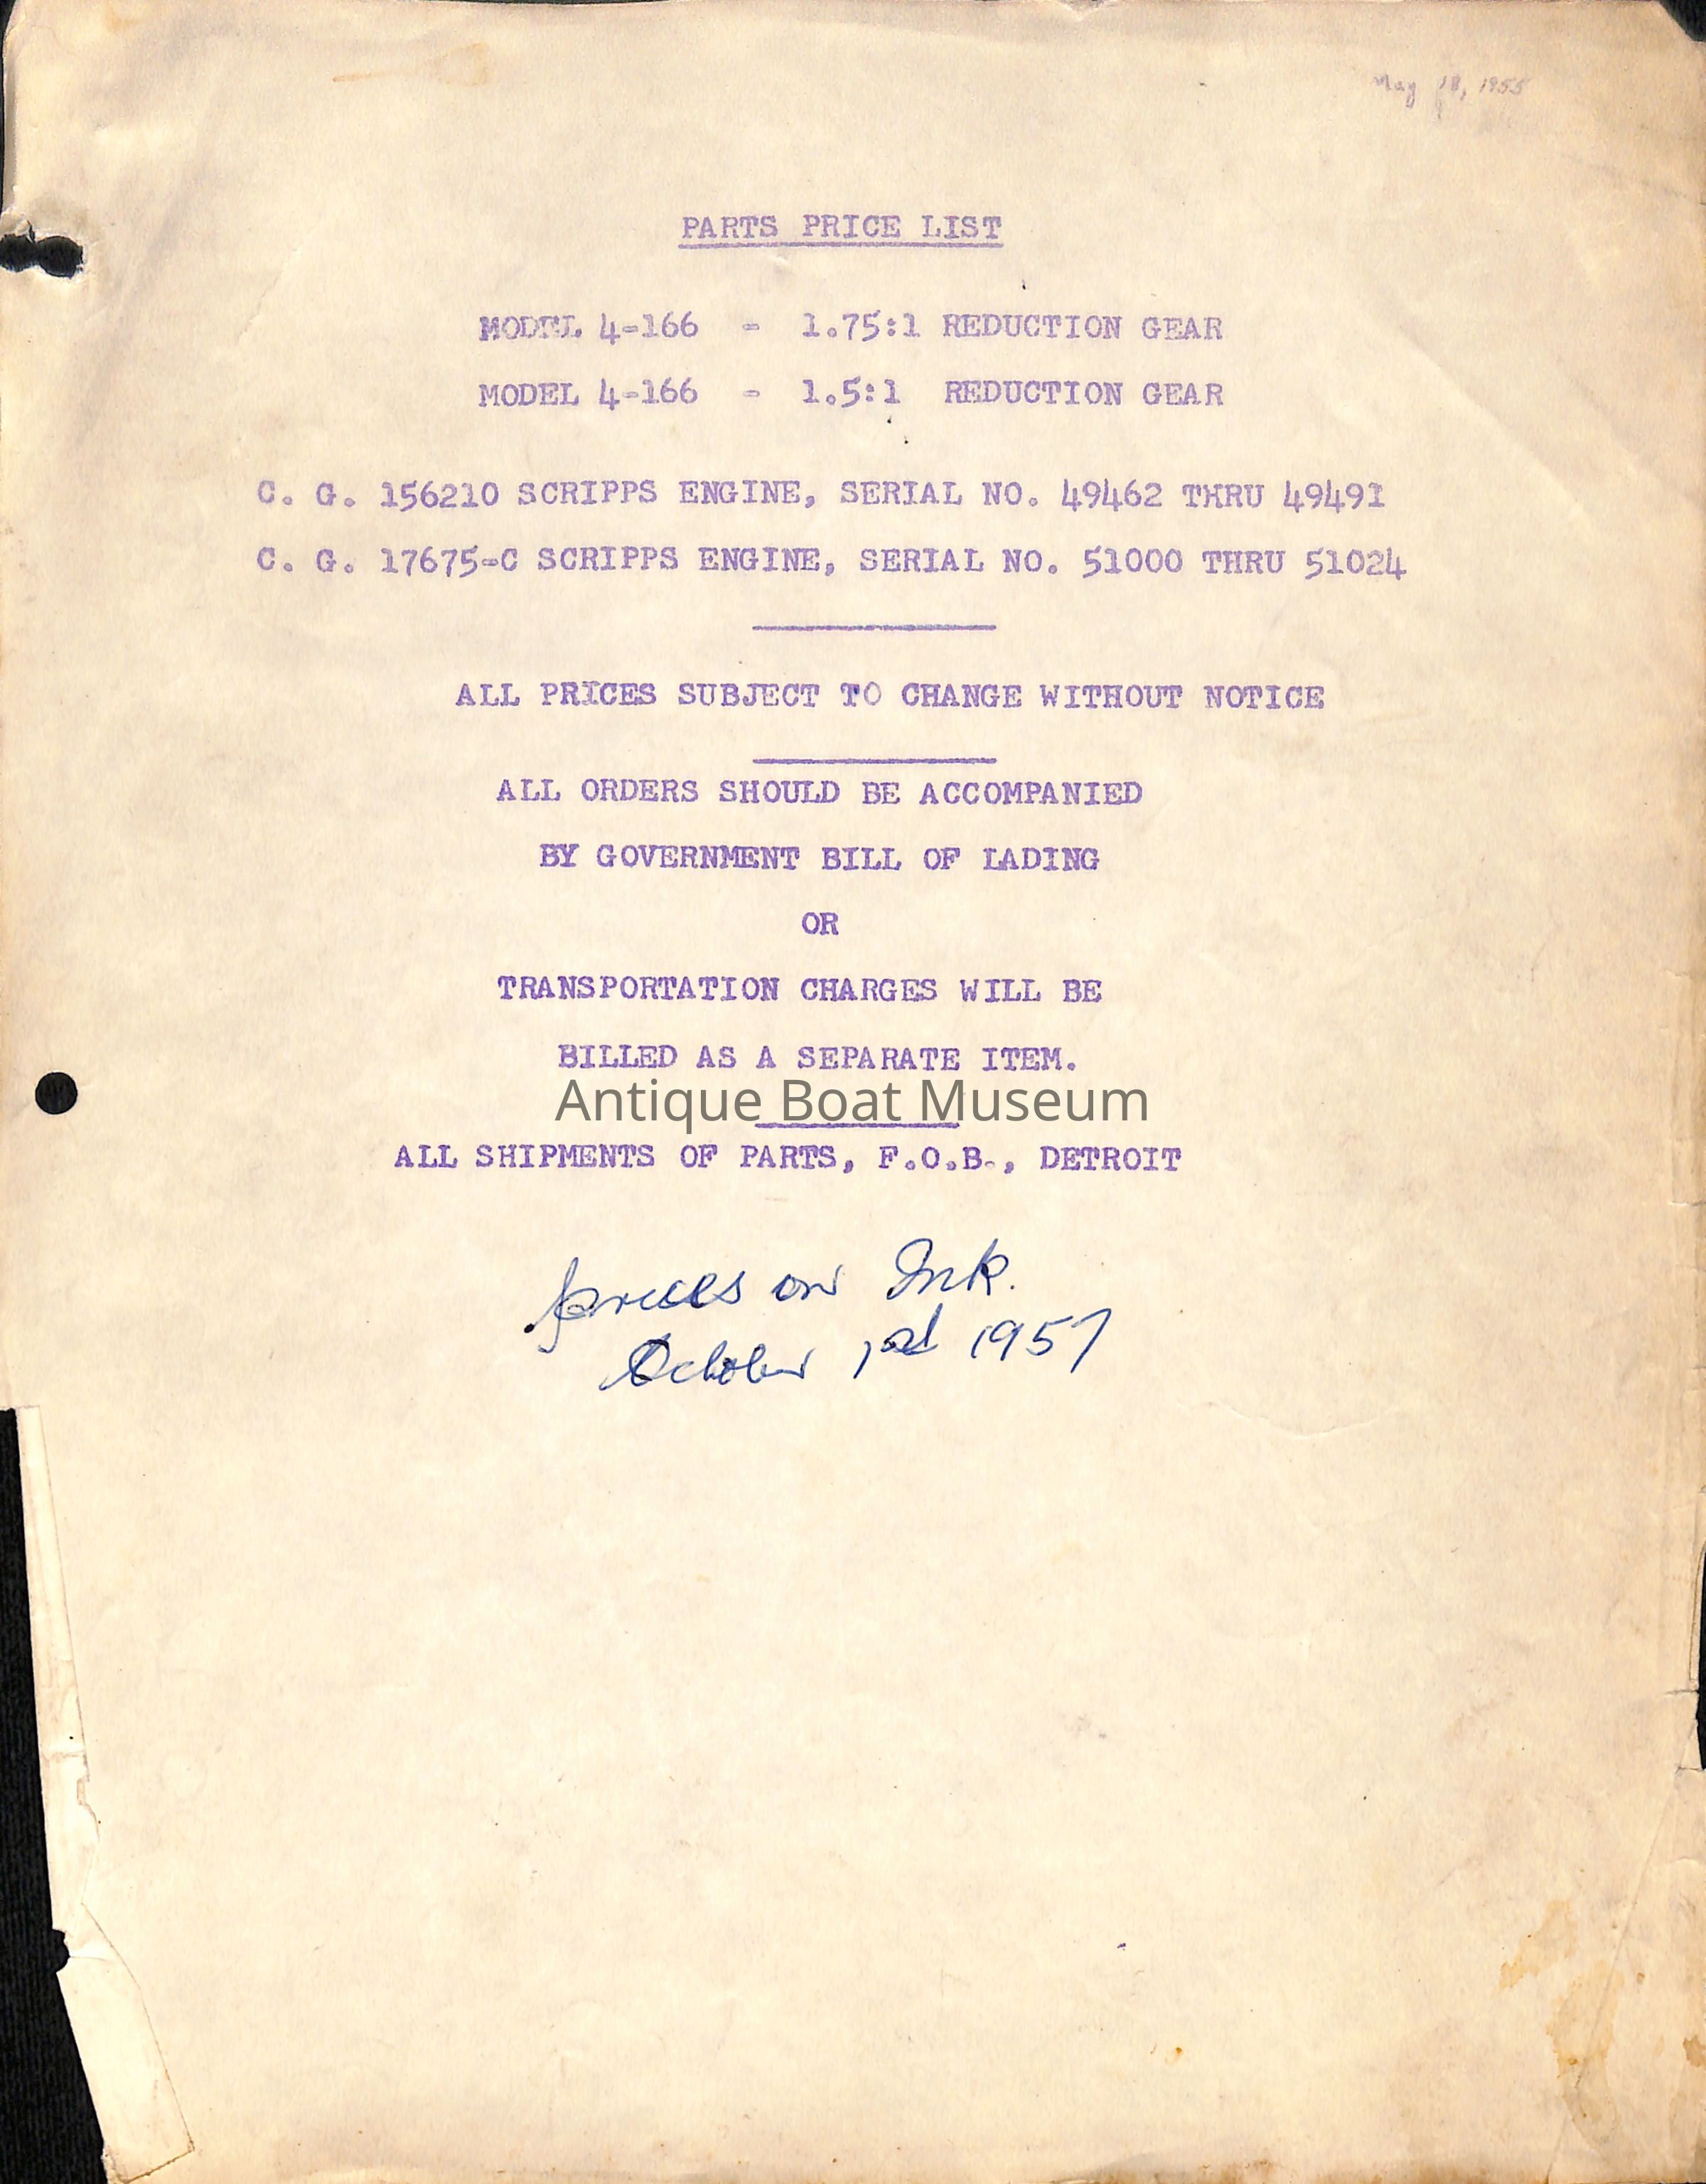 May 18, 1955
PARTS PRICE LIST
MODEL 4-166 - 1.75:1 REDUCTION GEAR
MODEL 4-166 - 1.5:1 REDUCTION GEAR
C. G. 156210 SCRIPPS ENGINE, SERIAL NO. 49462 THRU 49491
C. G. 17675-C SCRIPPS ENGINE, SERIAL NO. 51000 THRU 51024
ALL PRICES SUBJECT TO CHANGE WITHOUT NOTICE
ALL ORDERS SHOULD BE ACCOMPANIED
BY GOVERNMENT BILL OF LADING
OR
TRANSPORTATION CHARGES WILL BE
BILLED AS A SEPARATE ITEM.
Antique Boat Museum
ALL SHIPMENTS OF PARTS, F.O.B., DETROIT
prices on Ink.
October 1st 1957